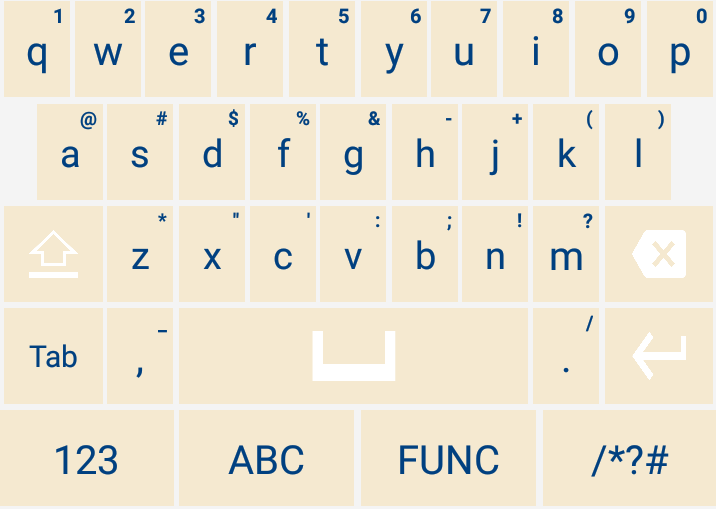 1 2 3 4 5 6 7 8 9 0
q w e r t y u i o p
@ # $ % & - + ( )
a s d f g h j k l
* " ' : ; ! ?
z x c v b n m
_ /
Tab , .
123 ABC FUNC /*?#